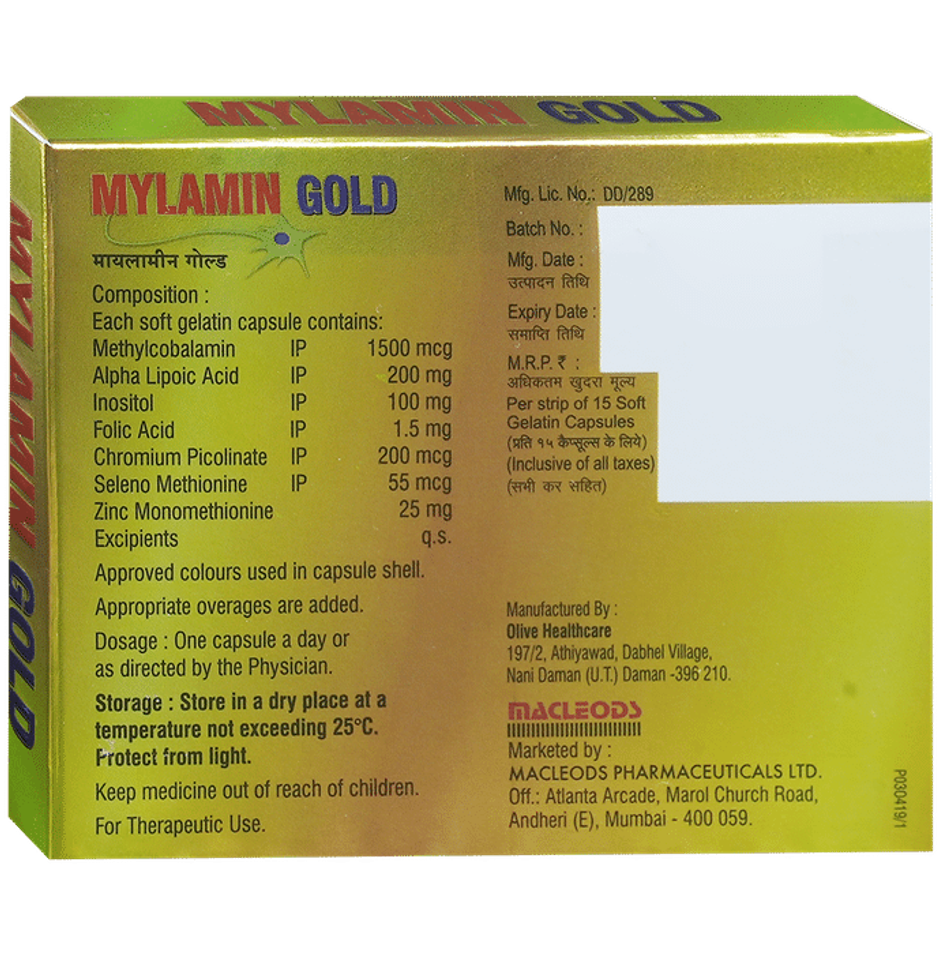 MYLAMIN GOLD
MYLAMIN GOLD
MYLAMIN GOLD
मायलामीन गोल्ड
Composition :
Each soft gelatin capsule contains:
Methylcobalamin IP 1500 mcg
Alpha Lipoic Acid IP 200 mg
Inositol IP 100 mg
Folic Acid IP 1.5 mg
Chromium Picolinate IP 200 mcg
Seleno Methionine IP 55 mcg
Zinc Monomethionine 25 mg
Excipients q.s.
Approved colours used in capsule shell.
Appropriate overages are added.
Dosage : One capsule a day or
as directed by the Physician.
Storage : Store in a dry place at a
temperature not exceeding 25°C.
Protect from light.
Keep medicine out of reach of children.
For Therapeutic Use.
Mfg. Lic. No.: DD/289
Batch No. :
Mfg. Date :
उत्पादन तिथि
Expiry Date :
समाप्ति तिथि
M.R.P. ₹ :
अधिकतम खुदरा मूल्य
Per strip of 15 Soft
Gelatin Capsules
(प्रति १५ कैप्सूल्स के लिये)
(Inclusive of all taxes)
(सभी कर सहित)
Manufactured By :
Olive Healthcare
197/2, Athiyawad, Dabhel Village,
Nani Daman (U.T.) Daman -396 210.
MACLEODS
Marketed by :
MACLEODS PHARMACEUTICALS LTD.
Off.: Atlanta Arcade, Marol Church Road,
Andheri (E), Mumbai - 400 059.
P030419/1